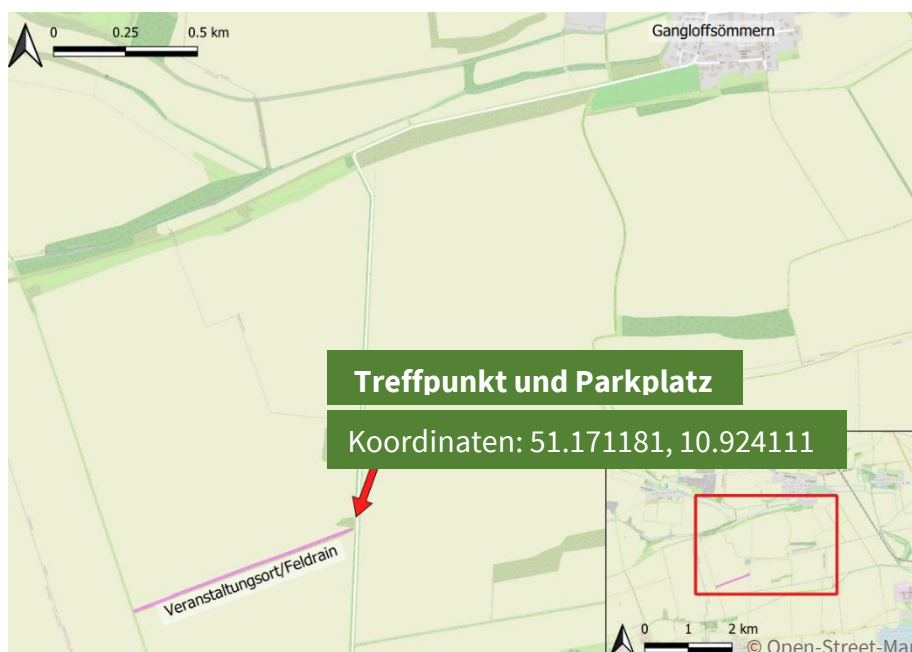 0 0.25 0.5 km
Gangloffsömmern
Treffpunkt und Parkplatz
Koordinaten: 51.171181, 10.924111
Veranstaltungsort/Feldrain
0 1 2 km
© Open-Street-Ma